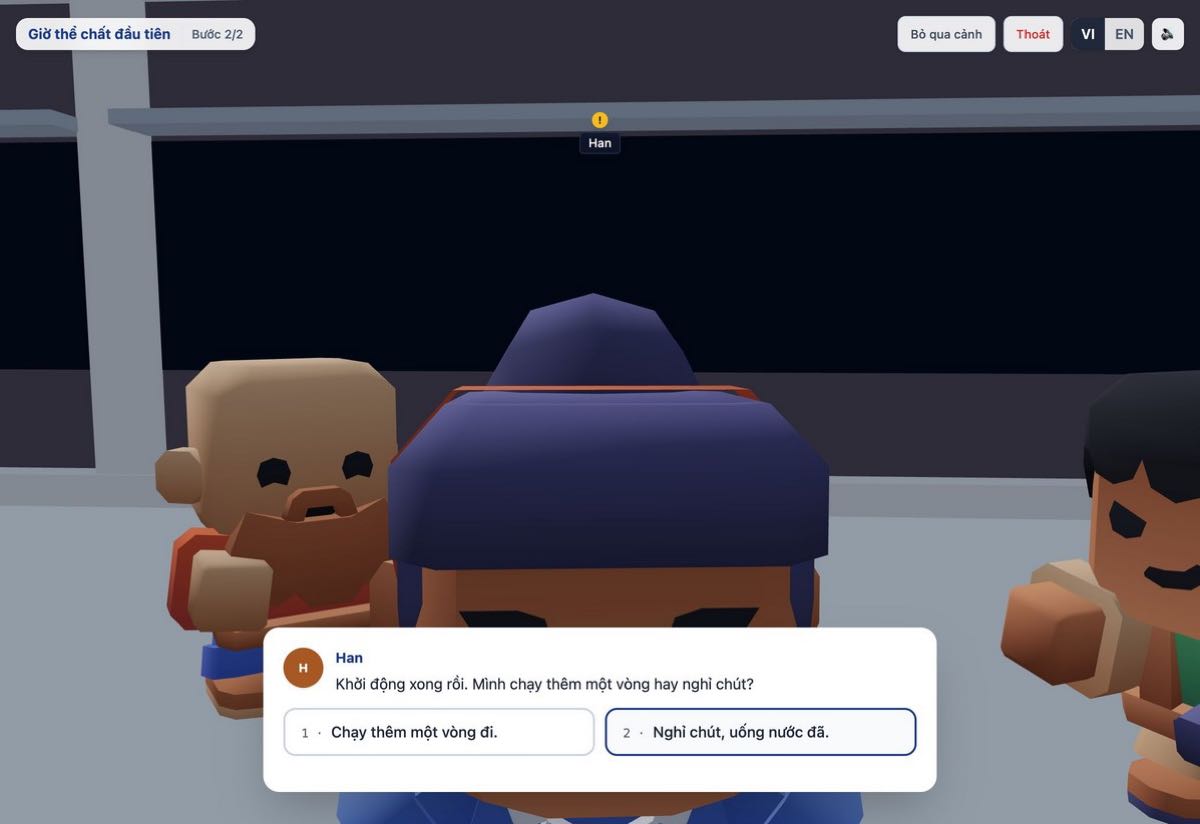 Giờ thể chất đầu tiên
Bước 2/2
Bỏ qua cảnh
Thoát
VI
EN
!
Han
H
Han
Khởi động xong rồi. Mình chạy thêm một vòng hay nghỉ chút?
1 · Chạy thêm một vòng đi.
2 · Nghỉ chút, uống nước đã.